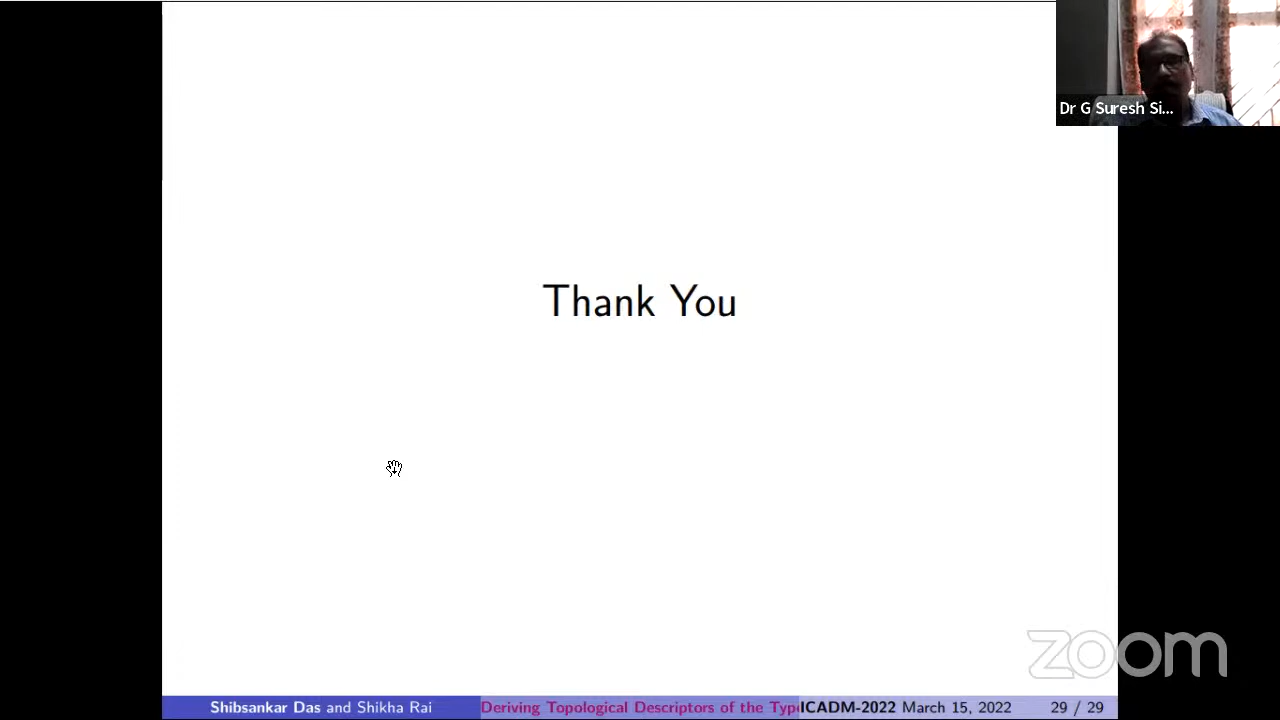 Dr G Suresh Si...
Thank You
zoom
Shibsankar Das and Shikha Rai Deriving Topological Descriptors of the Type ICADM-2022 March 15, 2022 29 / 29